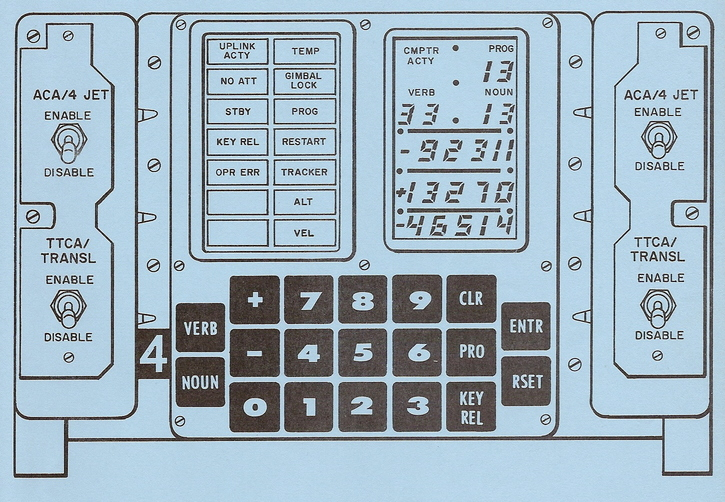 ACA/4 JET
ENABLE
DISABLE
TTCA/
TRANSL
ENABLE
DISABLE
UPLINK
ACTY
TEMP
NO ATT
GIMBAL
LOCK
STBY
PROG
KEY REL
RESTART
OPR ERR
TRACKER
ALT
VEL
CMPTR
ACTY
PROG
13
VERB
NOUN
33
13
-92311
+13270
-46514
4
VERB
NOUN
+ 7 8 9 CLR
- 4 5 6 PRO
0 1 2 3 KEY
REL
ENTR
RSET
ACA/4 JET
ENABLE
DISABLE
TTCA/
TRANSL
ENABLE
DISABLE